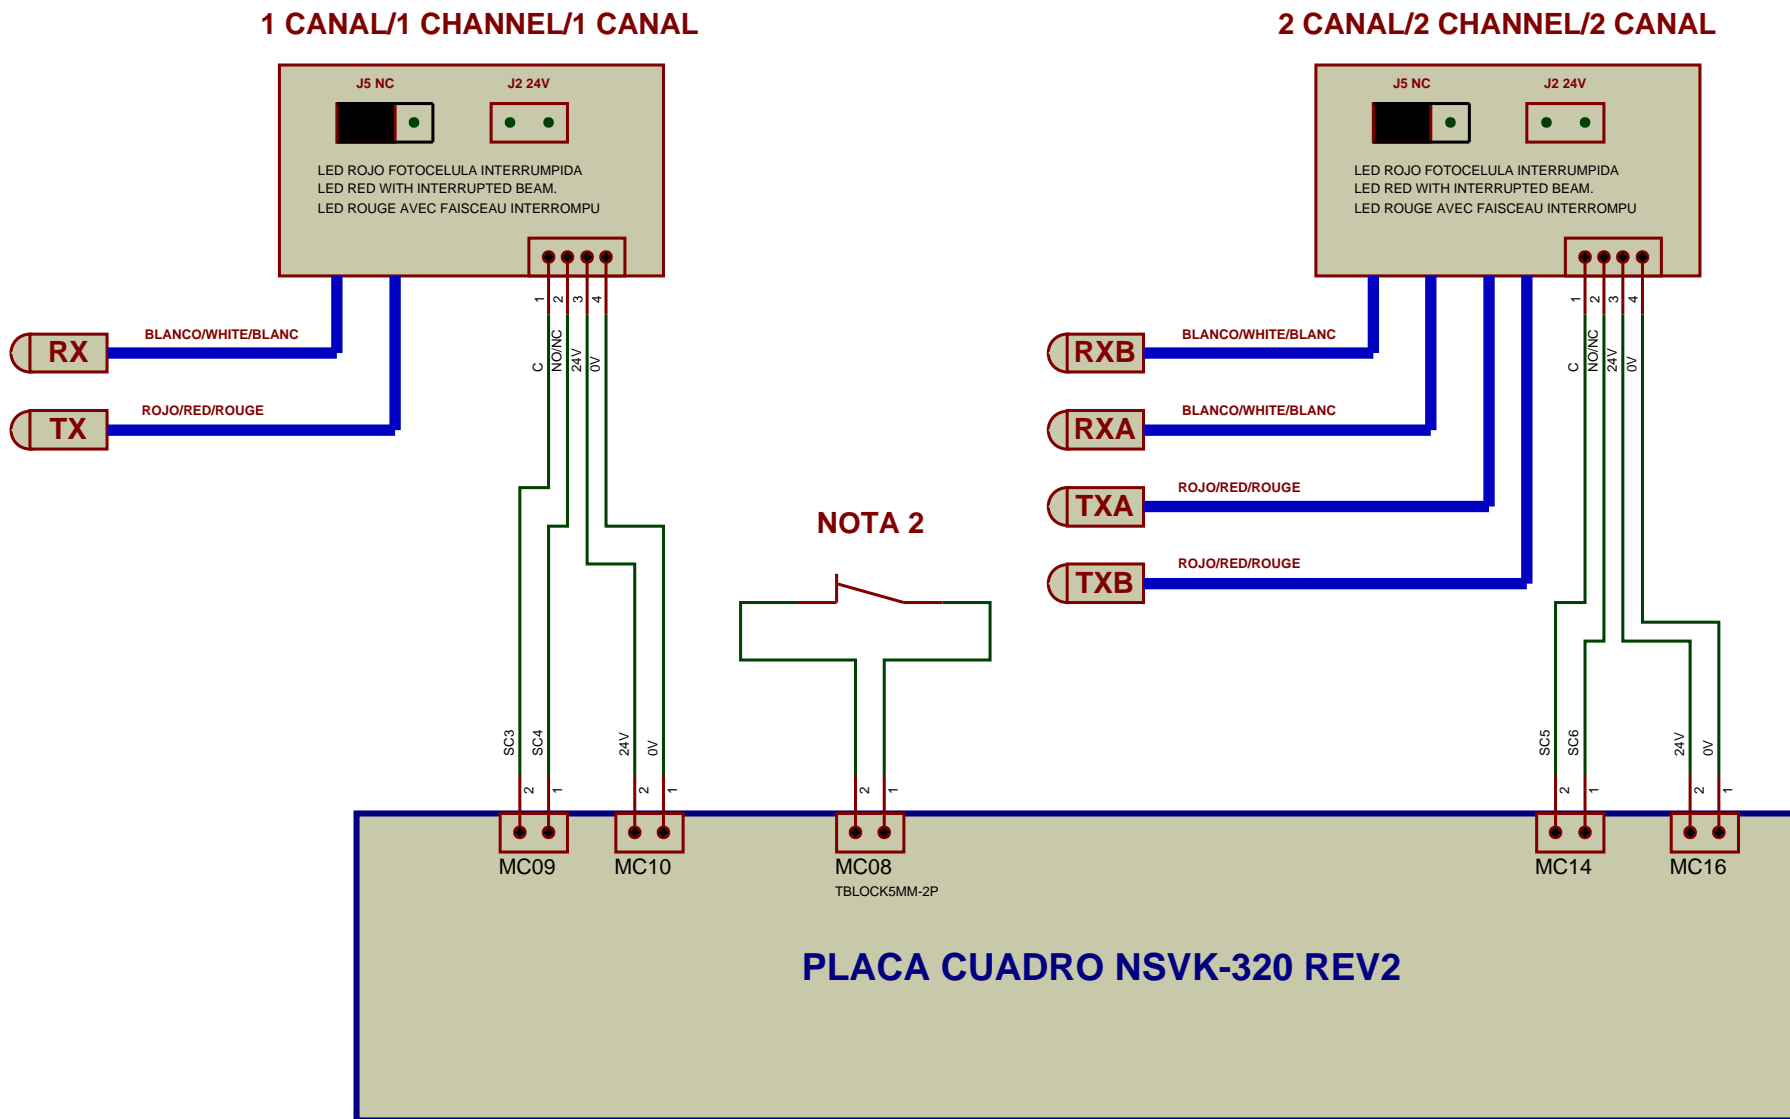 1 CANAL/1 CHANNEL/1 CANAL
J5 NC
J2 24V
LED ROJO FOTOCELULA INTERRUMPIDA
LED RED WITH INTERRUPTED BEAM.
LED ROUGE AVEC FAISCEAU INTERROMPU
1
2
3
4
C
NO/NC
24V
0V
RX
BLANCO/WHITE/BLANC
TX
ROJO/RED/ROUGE
2 CANAL/2 CHANNEL/2 CANAL
J5 NC
J2 24V
LED ROJO FOTOCELULA INTERRUMPIDA
LED RED WITH INTERRUPTED BEAM.
LED ROUGE AVEC FAISCEAU INTERROMPU
1
2
3
4
C
NO/NC
24V
0V
RXB
BLANCO/WHITE/BLANC
RXA
BLANCO/WHITE/BLANC
TXA
ROJO/RED/ROUGE
TXB
ROJO/RED/ROUGE
NOTA 2
SC3
SC4
24V
0V
SC5
SC6
24V
0V
2
1
2
1
2
1
2
1
2
1
MC09
MC10
MC08
TBLOCK5MM-2P
MC14
MC16
PLACA CUADRO NSVK-320 REV2